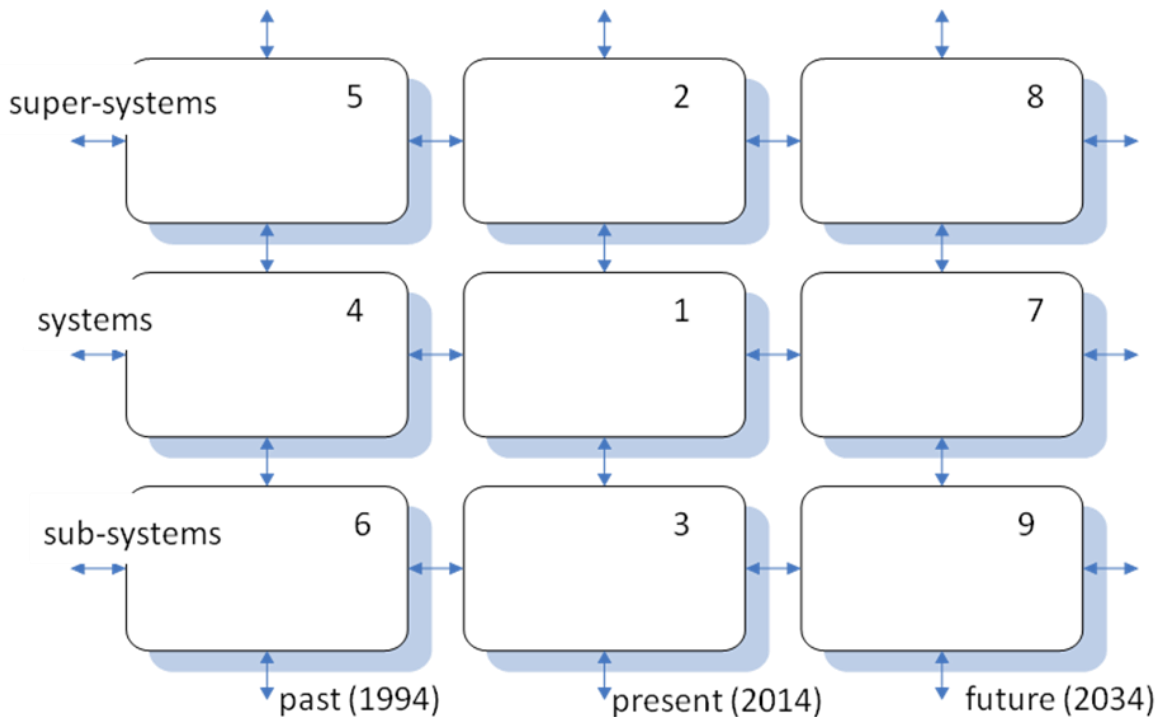 super-systems 5 2 8
systems 4 1 7
sub-systems 6 3 9
past (1994) present (2014) future (2034)